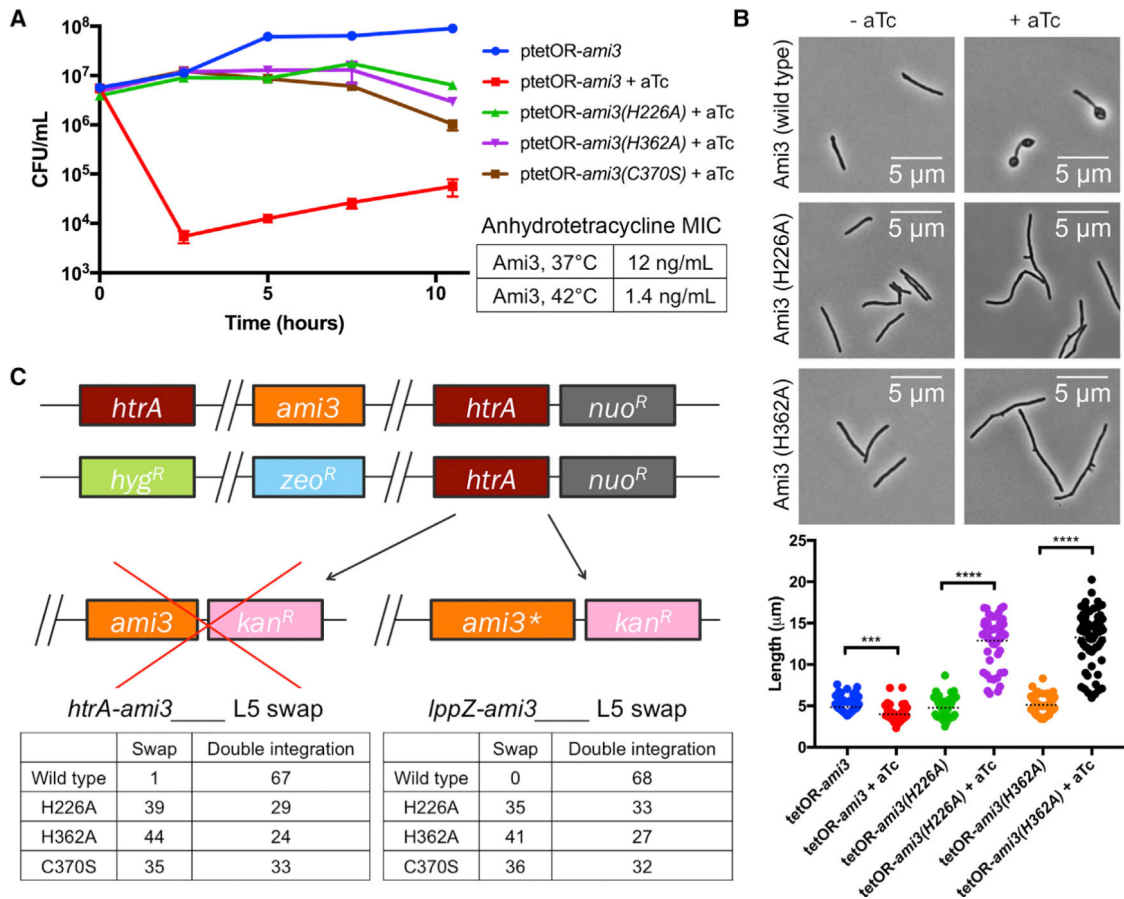 A
10⁸
10⁷
10⁶
10⁵
10⁴
10³
CFU/mL
0
5
10
Time (hours)
ptetOR-ami3
ptetOR-ami3 + aTc
ptetOR-ami3(H226A) + aTc
ptetOR-ami3(H362A) + aTc
ptetOR-ami3(C370S) + aTc
Anhydrotetracycline MIC
Ami3, 37°C 12 ng/mL
Ami3, 42°C 1.4 ng/mL
B
- aTc + aTc
Ami3 (wild type)
5 µm 5 µm
Ami3 (H226A)
5 µm 5 µm
Ami3 (H362A)
5 µm 5 µm
25
20
15
10
5
0
Length (µm)
***
****
****
tetOR-ami3
tetOR-ami3 + aTc
tetOR-ami3(H226A)
tetOR-ami3(H226A) + aTc
tetOR-ami3(H362A)
tetOR-ami3(H362A) + aTc
C
htrA ami3 htrA nuoᴿ
hygᴿ zeoᴿ htrA nuoᴿ
ami3 kanᴿ ami3* kanᴿ
htrA-ami3____ L5 swap
Swap Double integration
Wild type 1 67
H226A 39 29
H362A 44 24
C370S 35 33
lppZ-ami3____ L5 swap
Swap Double integration
Wild type 0 68
H226A 35 33
H362A 41 27
C370S 36 32